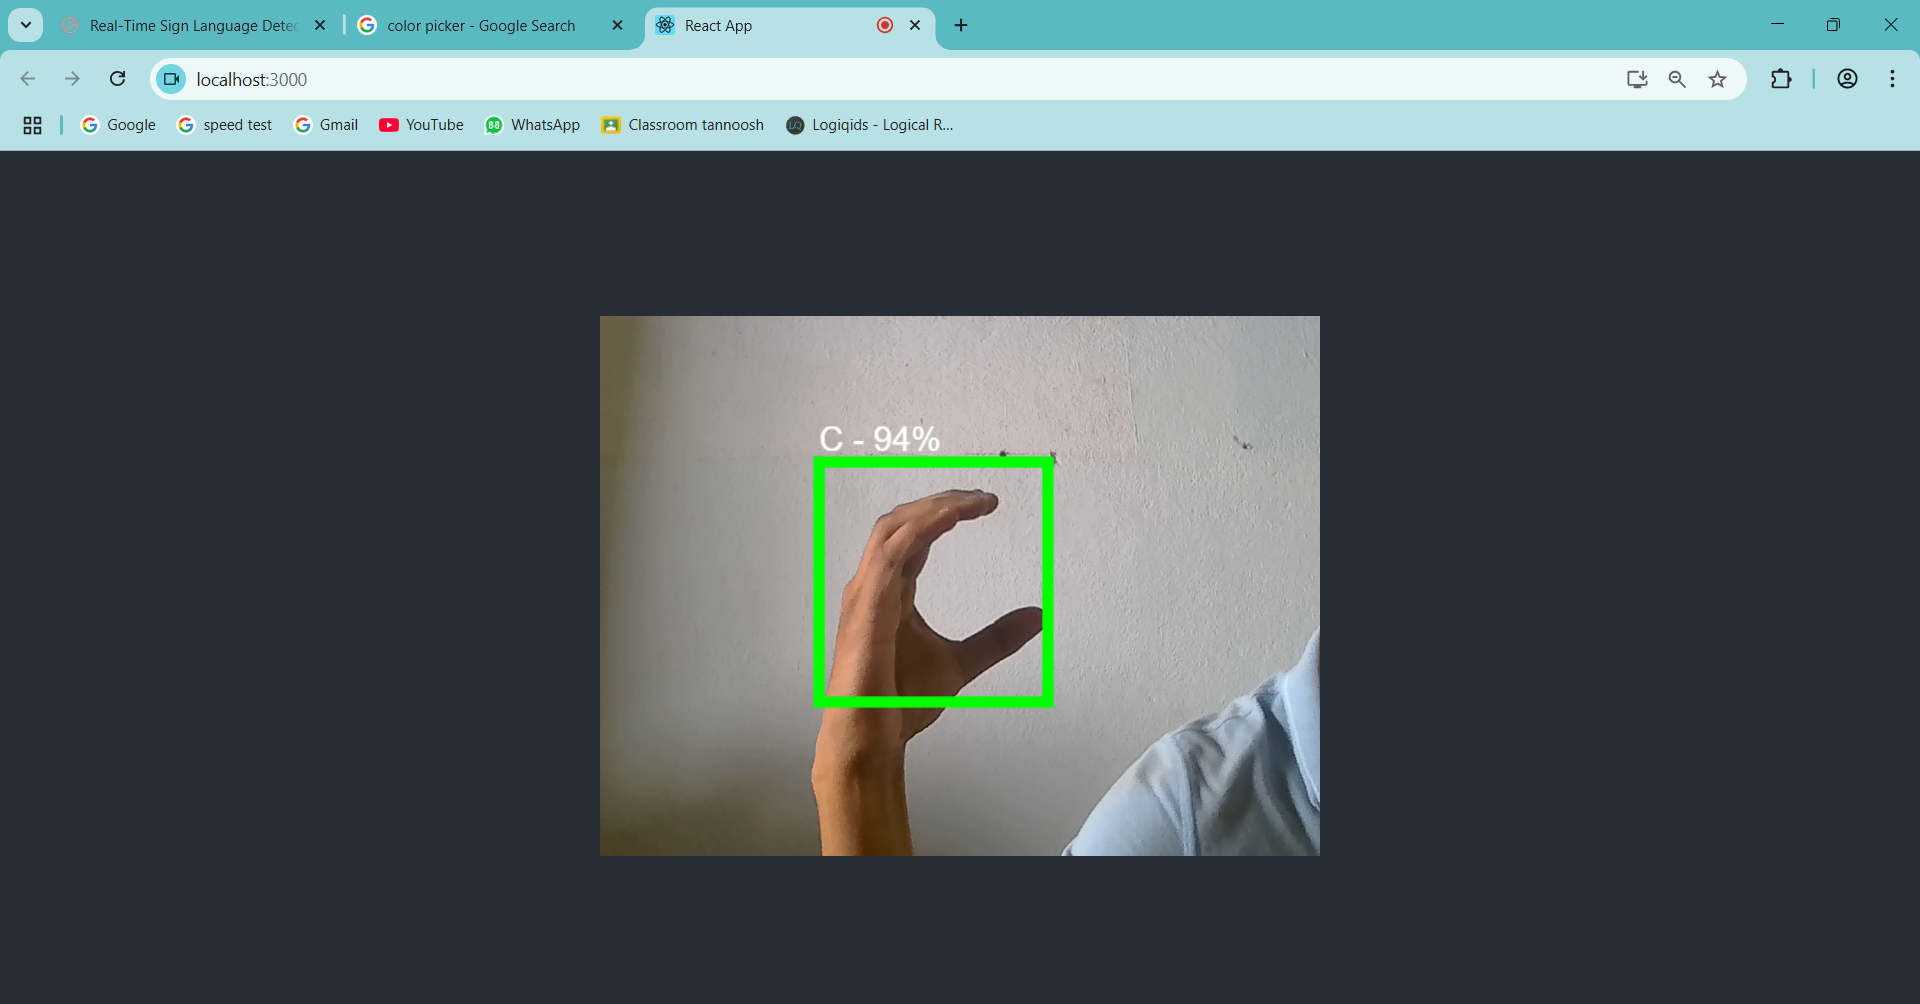 Real-Time Sign Language Detec
color picker - Google Search
React App
localhost:3000
Google
speed test
Gmail
88
YouTube
WhatsApp
Classroom tannoosh
Logiqids - Logical R...
C - 94%